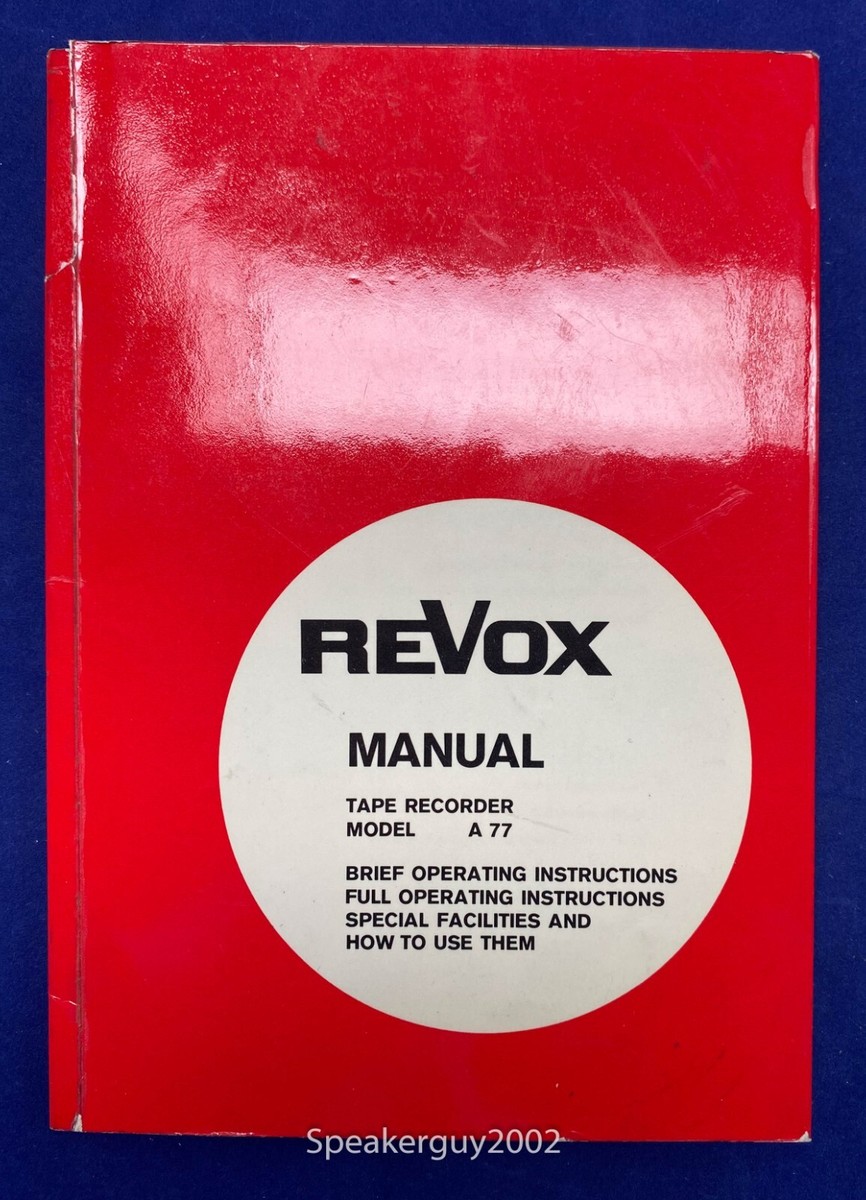 REVOX
MANUAL
TAPE RECORDER
MODEL A 77
BRIEF OPERATING INSTRUCTIONS
FULL OPERATING INSTRUCTIONS
SPECIAL FACILITIES AND
HOW TO USE THEM
Speakerguy2002